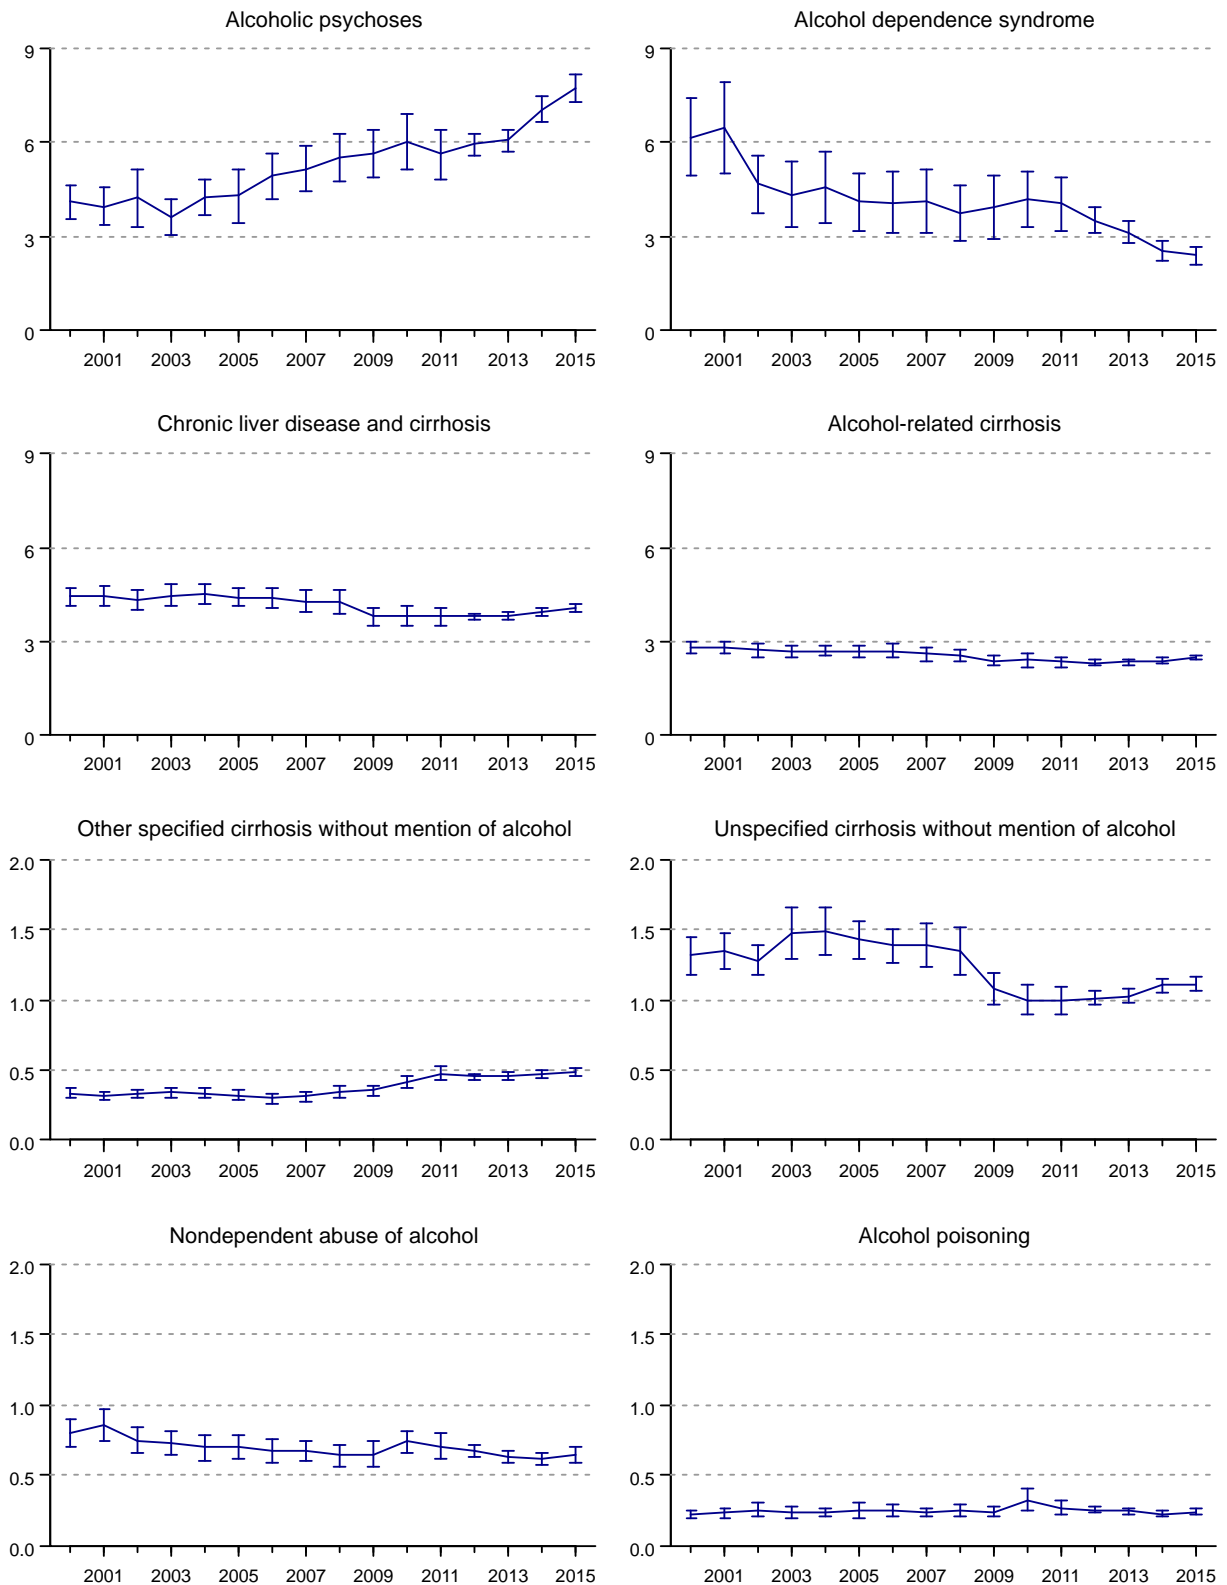 Alcoholic psychoses
9
6
3
0
2001 2003 2005 2007 2009 2011 2013 2015
Alcohol dependence syndrome
9
6
3
0
2001 2003 2005 2007 2009 2011 2013 2015
Chronic liver disease and cirrhosis
9
6
3
0
2001 2003 2005 2007 2009 2011 2013 2015
Alcohol-related cirrhosis
9
6
3
0
2001 2003 2005 2007 2009 2011 2013 2015
Other specified cirrhosis without mention of alcohol
2.0
1.5
1.0
0.5
0.0
2001 2003 2005 2007 2009 2011 2013 2015
Unspecified cirrhosis without mention of alcohol
2.0
1.5
1.0
0.5
0.0
2001 2003 2005 2007 2009 2011 2013 2015
Nondependent abuse of alcohol
2.0
1.5
1.0
0.5
0.0
2001 2003 2005 2007 2009 2011 2013 2015
Alcohol poisoning
2.0
1.5
1.0
0.5
0.0
2001 2003 2005 2007 2009 2011 2013 2015